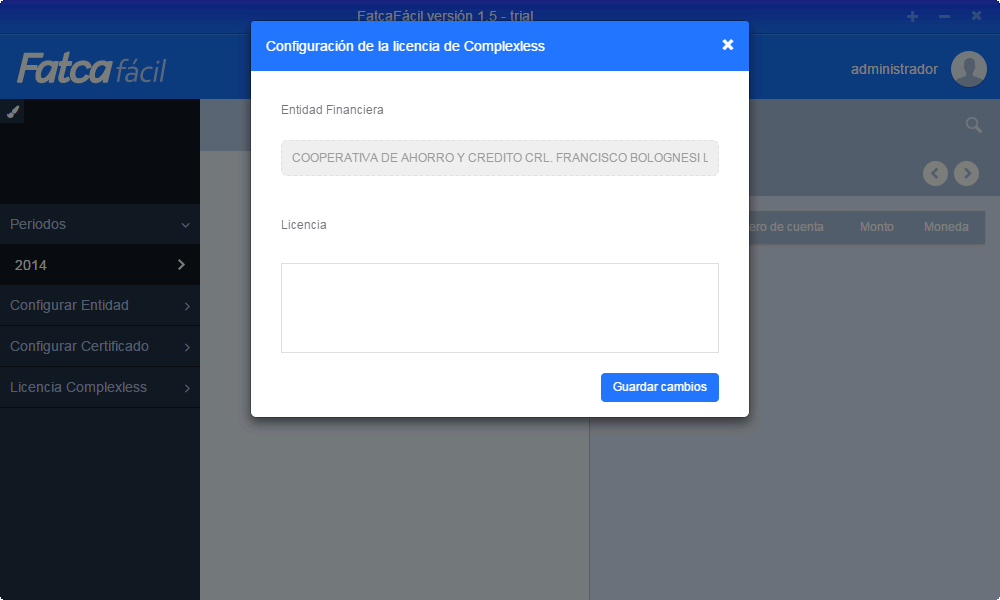 FatcaFácil versión 1.5 - trial
Fatca fácil
administrador
Configuración de la licencia de Complexless
Entidad Financiera
COOPERATIVA DE AHORRO Y CREDITO CRL. FRANCISCO BOLOGNESI
Licencia
Guardar cambios
Periodos
2014
Configurar Entidad
Configurar Certificado
Licencia Complexless
de cuenta
Monto
Moneda